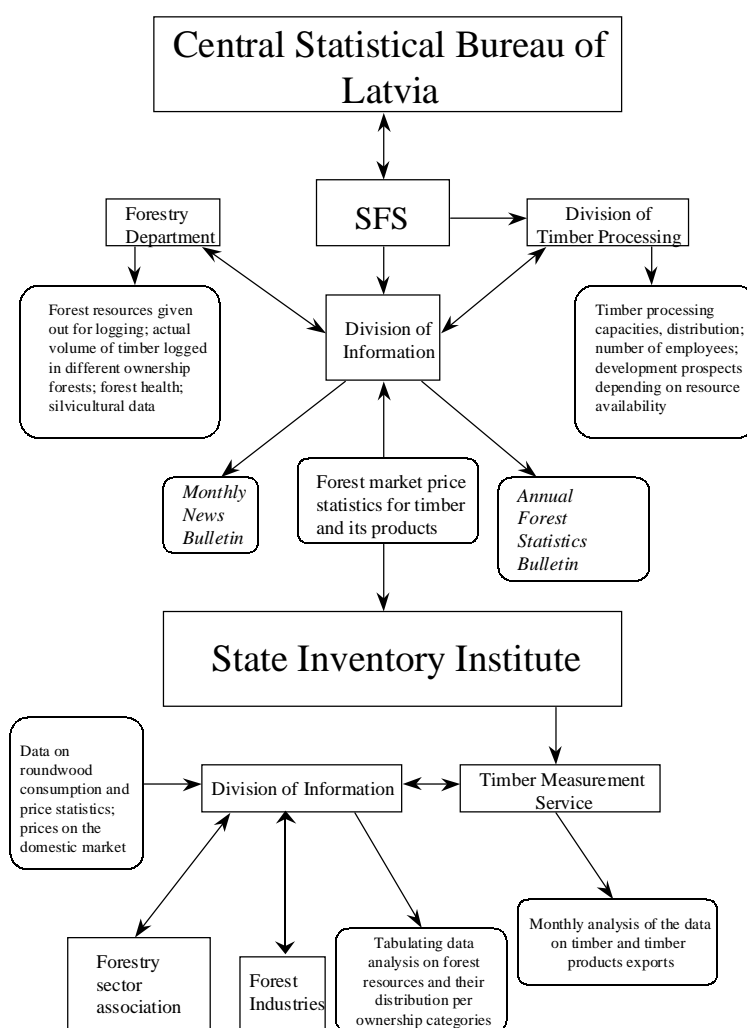 Central Statistical Bureau of
Latvia
Forestry
Department
SFS
Division of
Timber Processing
Forest resources given
out for logging; actual
volume of timber logged
in different ownership
forests; forest health;
silvicultural data
Division of
Information
Timber processing
capacities, distribution;
number of employees;
development prospects
depending on resource
availability
Monthly
News
Bulletin
Forest market price
statistics for timber
and its products
Annual
Forest
Statistics
Bulletin
State Inventory Institute
Data on
roundwood
consumption and
price statistics;
prices on the
domestic market
Division of Information
Timber Measurement
Service
Forestry
sector
association
Forest
Industries
Tabulating data
analysis on forest
resources and their
distribution per
ownership categories
Monthly analysis of the data
on timber and timber
products exports